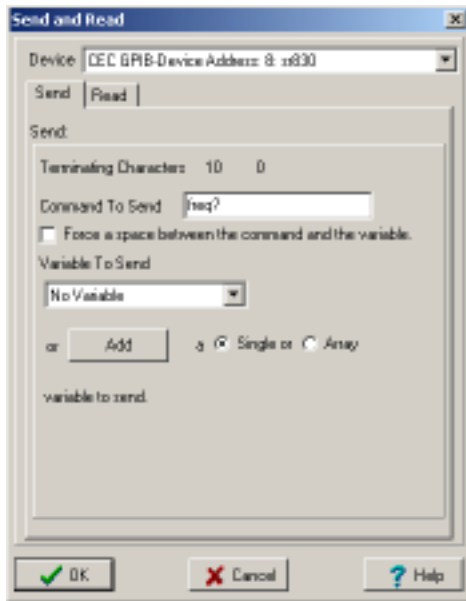 Send and Read
Device CEC GPIB-Device Address: 8: sr830
Send Read
Send:
Terminating Characters 10 0
Command To Send freq?
Force a space between the command and the variable.
Variable To Send
No Variable
or Add a Single or Array
variable to send.
OK Cancel Help